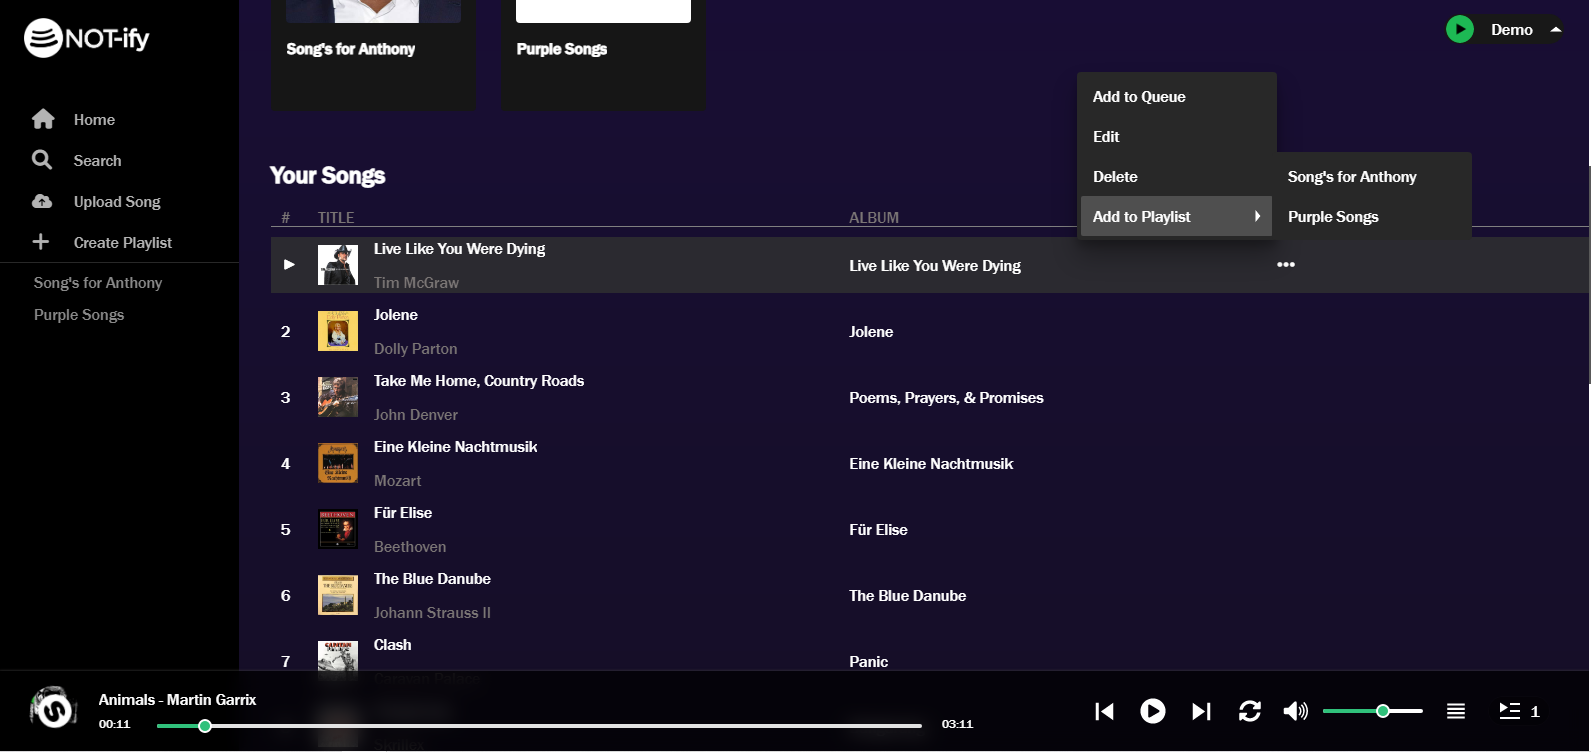 NOT-ify
Home
Search
Upload Song
Create Playlist
Song's for Anthony
Purple Songs
Song's for Anthony
Purple Songs
Demo
Add to Queue
Edit
Delete
Add to Playlist
Song's for Anthony
Purple Songs
Your Songs
# TITLE ALBUM
Live Like You Were Dying
Tim McGraw
Live Like You Were Dying
2
Jolene
Dolly Parton
Jolene
3
Take Me Home, Country Roads
John Denver
Poems, Prayers, & Promises
4
Eine Kleine Nachtmusik
Mozart
Eine Kleine Nachtmusik
5
Für Elise
Beethoven
Für Elise
6
The Blue Danube
Johann Strauss II
The Blue Danube
7
Clash
Panic
Animals - Martin Garrix
00:11
03:11
1